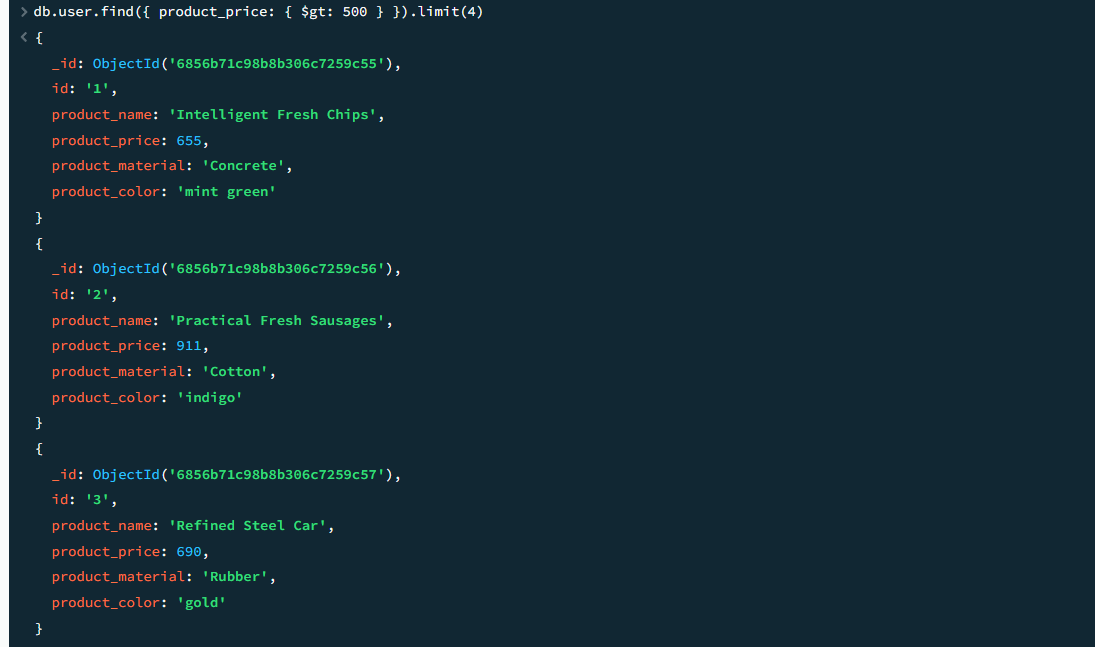 > db.user.find({ product_price: { $gt: 500 } }).limit(4)
< {
_id: ObjectId('6856b71c98b8b306c7259c55'),
id: '1',
product_name: 'Intelligent Fresh Chips',
product_price: 655,
product_material: 'Concrete',
product_color: 'mint green'
}
{
_id: ObjectId('6856b71c98b8b306c7259c56'),
id: '2',
product_name: 'Practical Fresh Sausages',
product_price: 911,
product_material: 'Cotton',
product_color: 'indigo'
}
{
_id: ObjectId('6856b71c98b8b306c7259c57'),
id: '3',
product_name: 'Refined Steel Car',
product_price: 690,
product_material: 'Rubber',
product_color: 'gold'
}